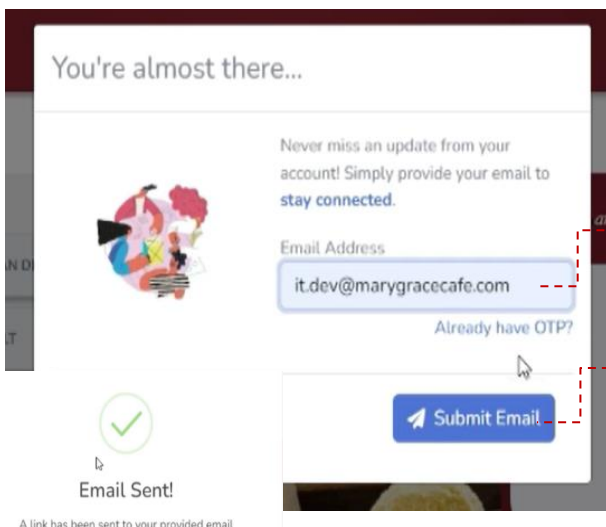 You're almost there...
Never miss an update from your
account! Simply provide your email to
stay connected.
Email Address
it.dev@marygracecafe.com
Already have OTP?
Submit Email
Email Sent!
A link has been sent to your provided email